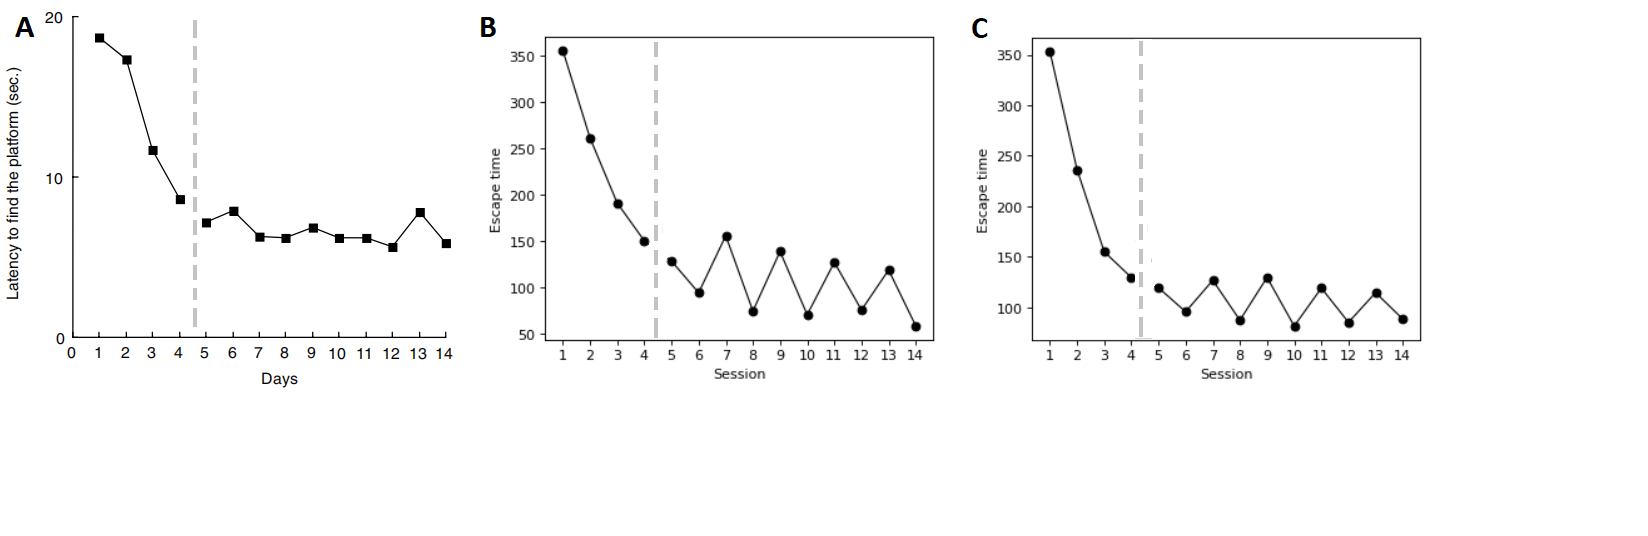 A
20
10
0
Latency to find the platform (sec.)
0 1 2 3 4 5 6 7 8 9 10 11 12 13 14
Days
B
350
300
250
200
150
100
50
Escape time
1 2 3 4 5 6 7 8 9 10 11 12 13 14
Session
C
350
300
250
200
150
100
Escape time
1 2 3 4 5 6 7 8 9 10 11 12 13 14
Session